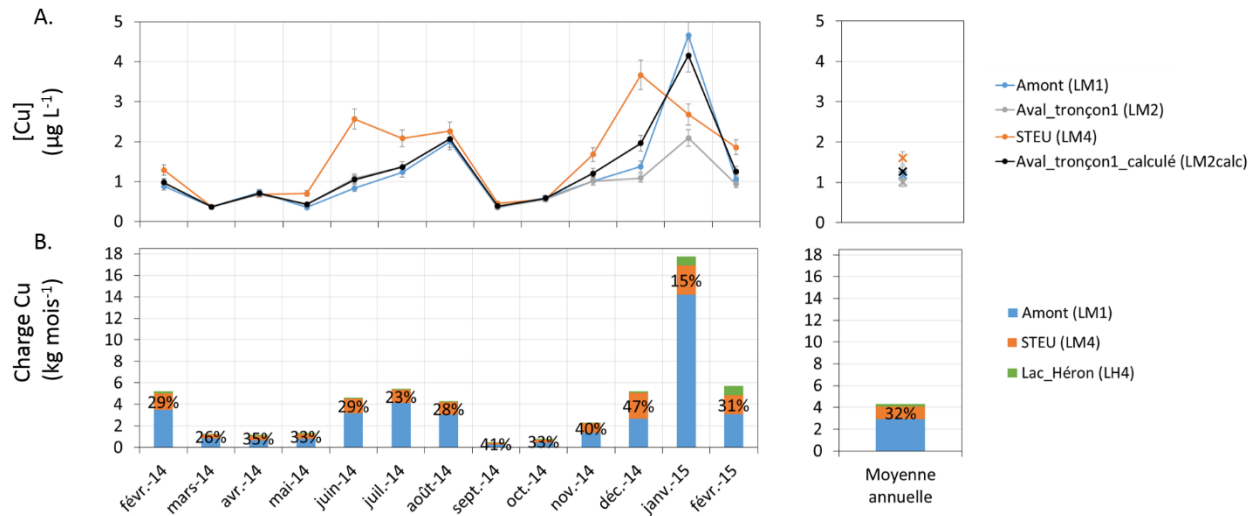 A.
[Cu]
(µg L-1)
5
4
3
2
1
0
5
4
3
2
1
0
Amont (LM1)
Aval_tronçon1 (LM2)
STEU (LM4)
Aval_tronçon1_calculé (LM2calc)
B.
Charge Cu
(kg mois-1)
18
16
14
12
10
8
6
4
2
0
29%
26%
35%
33%
29%
23%
28%
41%
33%
40%
47%
15%
31%
févr.-14
mars-14
avr.-14
mai-14
juin-14
juil.-14
août-14
sept.-14
oct.-14
nov.-14
déc.-14
janv.-15
févr.-15
18
16
14
12
10
8
6
4
2
0
32%
Moyenne
annuelle
Amont (LM1)
STEU (LM4)
Lac_Héron (LH4)